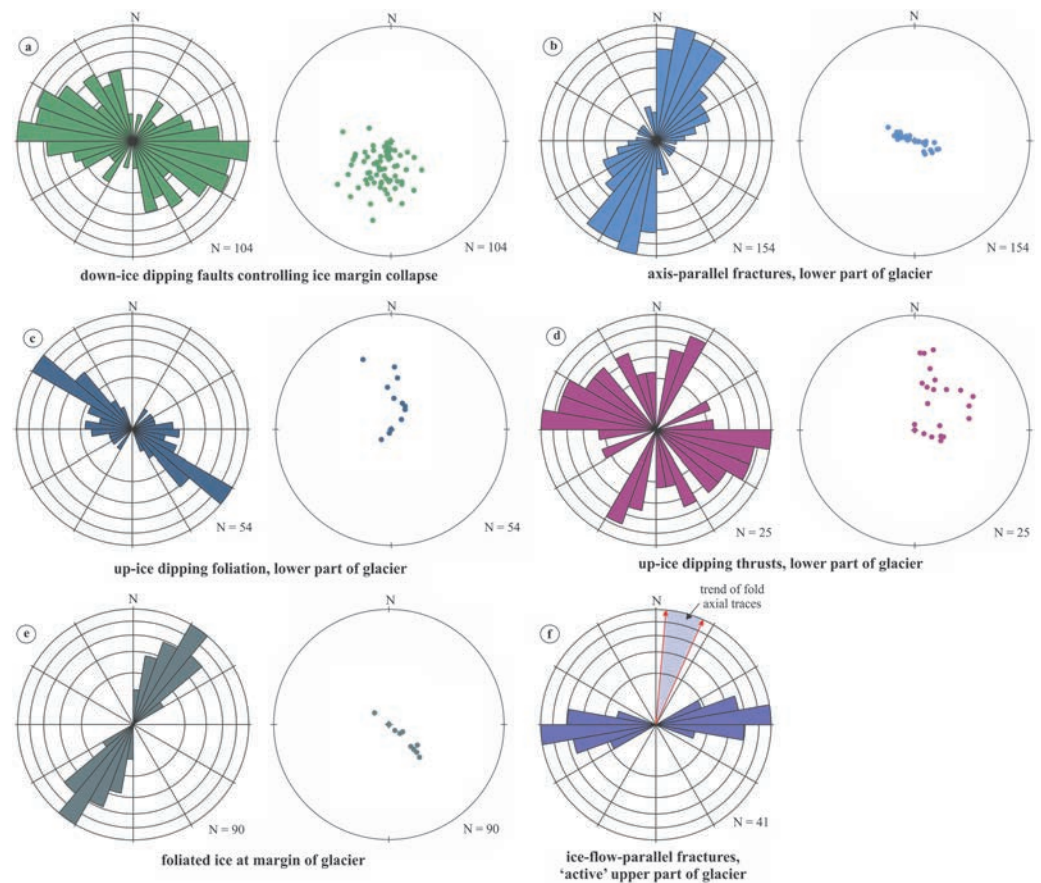 N N N N
a b
N = 104 N = 104 N = 154 N = 154
down-ice dipping faults controlling ice margin collapse
axis-parallel fractures, lower part of glacier
N N N N
c d
N = 54 N = 54 N = 25 N = 25
up-ice dipping foliation, lower part of glacier
up-ice dipping thrusts, lower part of glacier
N N N trend of fold
axial traces
e f
N = 90 N = 90 N = 41
foliated ice at margin of glacier
ice-flow-parallel fractures,
‘active’ upper part of glacier